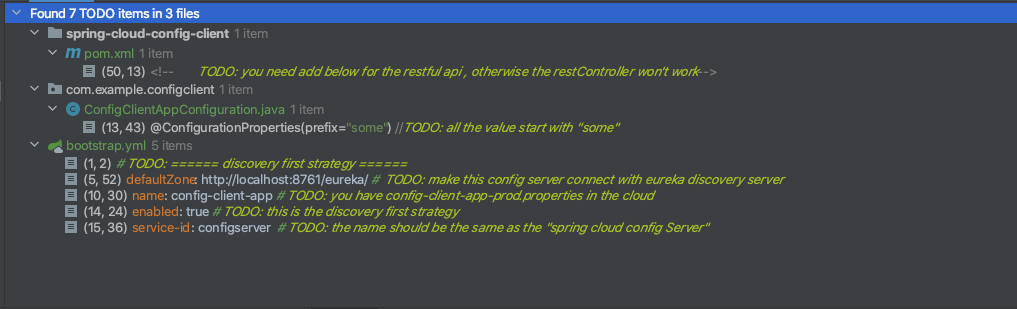 Found 7 TODO items in 3 files
spring-cloud-config-client 1 item
pom.xml 1 item
(50, 13) <!-- TODO: you need add below for the restful api , otherwise the restController won't work-->
com.example.configclient 1 item
ConfigClientAppConfiguration.java 1 item
(13, 43) @ConfigurationProperties(prefix="some") //TODO: all the value start with "some"
bootstrap.yml 5 items
(1, 2) # TODO: ====== discovery first strategy ======
(5, 52) defaultZone: http://localhost:8761/eureka/ # TODO: make this config server connect with eureka discovery server
(10, 30) name: config-client-app # TODO: you have config-client-app-prod.properties in the cloud
(14, 24) enabled: true # TODO: this is the discovery first strategy
(15, 36) service-id: configserver # TODO: the name should be the same as the "spring cloud config Server"